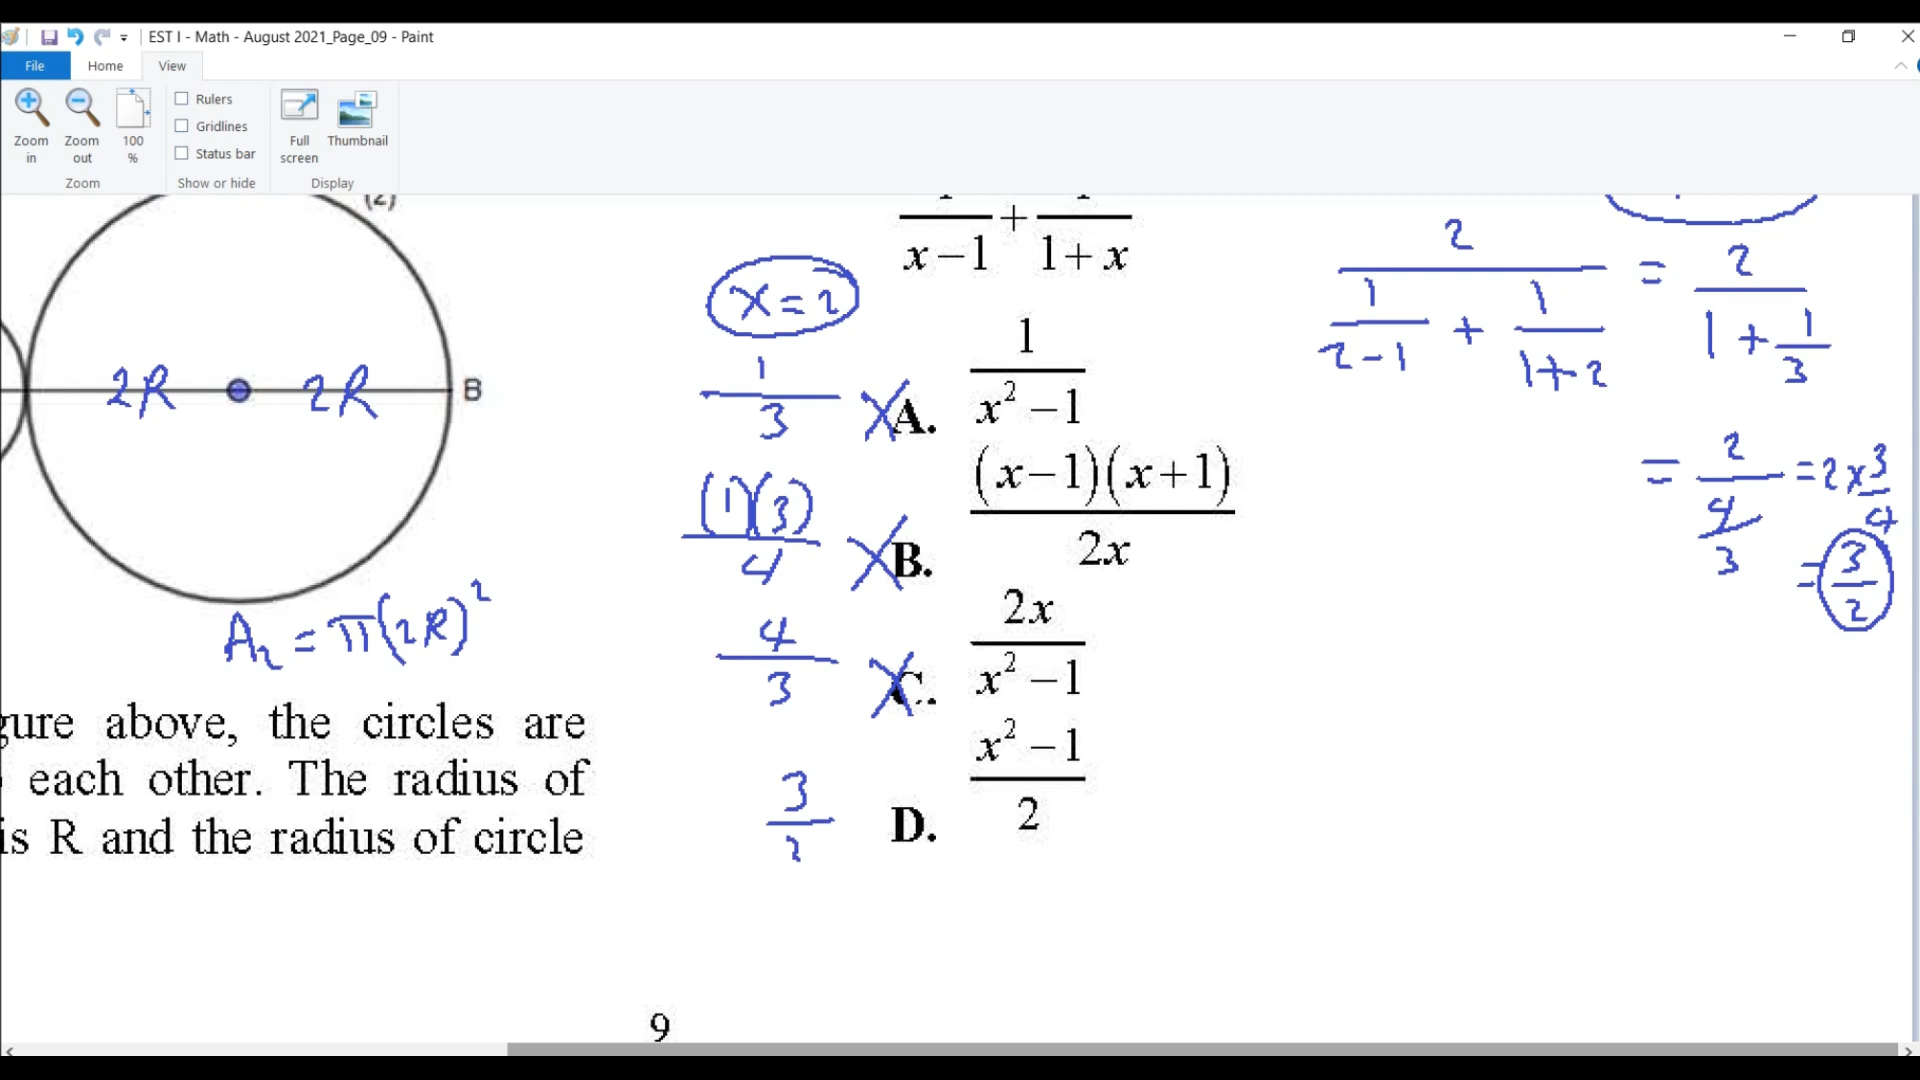 EST I - Math - August 2021_Page_09 - Paint
File Home View
Zoom in
Zoom out
100 %
Rulers
Gridlines
Status bar
Full screen
Thumbnail
Zoom
Show or hide
Display
(2)
2R 2R B
A₂ = π(2R)²
gure above, the circles are
each other. The radius of
is R and the radius of circle
x−1 + 1+x
x = 2
1/3 X A. 1/(x² −1)
(1)(3)/4 X B. (x−1)(x+1)/2x
4/3 X C. 2x/(x² −1)
3/2 D. (x² −1)/2
2/(1/(2-1) + 1/(1+2)) = 2/(1 + 1/3)
= 2/(4/3) = 2 x 3/4
= 3/2
9